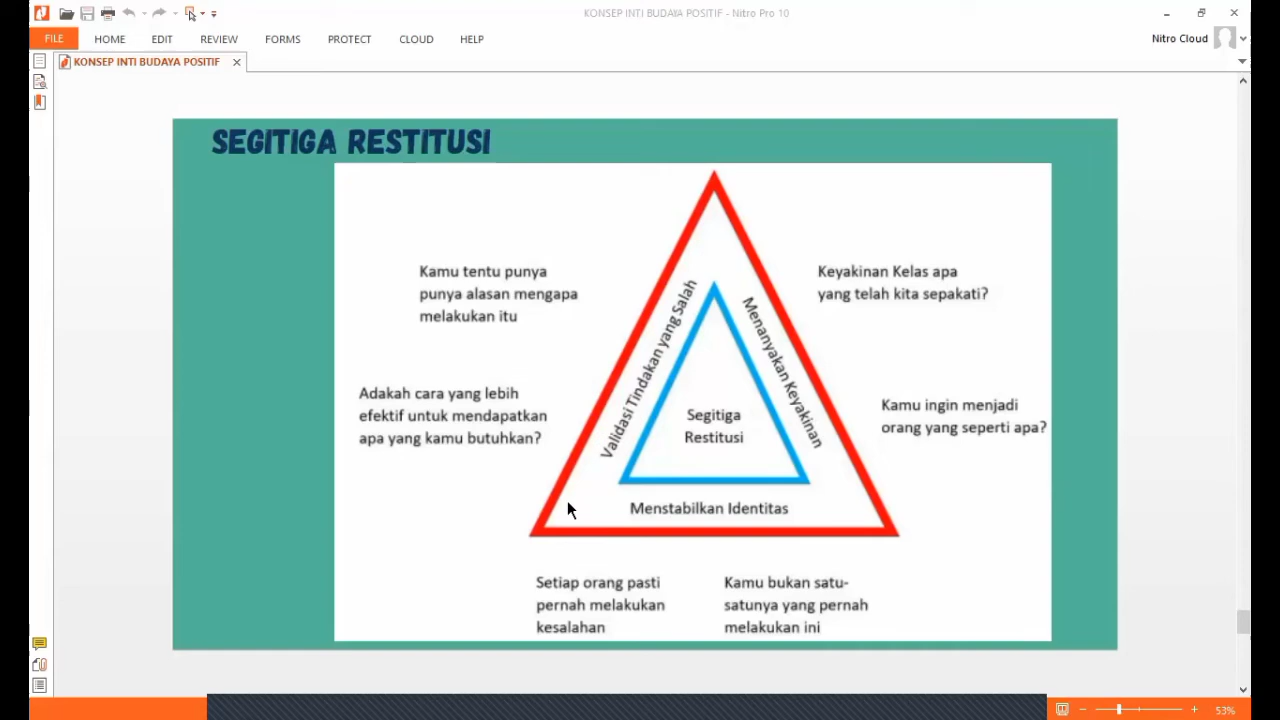 KONSEP INTI BUDAYA POSITIF - Nitro Pro 10
FILE HOME EDIT REVIEW FORMS PROTECT CLOUD HELP Nitro Cloud
KONSEP INTI BUDAYA POSITIF
SEGITIGA RESTITUSI
Kamu tentu punya
punya alasan mengapa
melakukan itu
Keyakinan Kelas apa
yang telah kita sepakati?
Validasi Tindakan yang Salah
Menanyakan Keyakinan
Adakah cara yang lebih
efektif untuk mendapatkan
apa yang kamu butuhkan?
Segitiga
Restitusi
Kamu ingin menjadi
orang yang seperti apa?
Menstabilkan Identitas
Setiap orang pasti
pernah melakukan
kesalahan
Kamu bukan satu-
satunya yang pernah
melakukan ini
53%